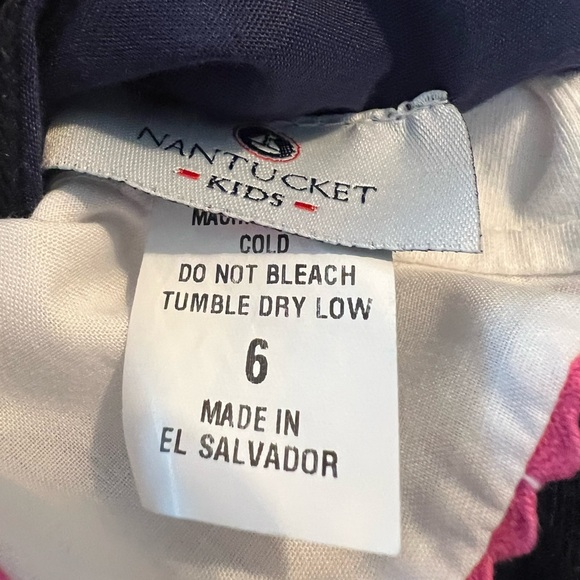 NANTUCKET
KIDS
COLD
DO NOT BLEACH
TUMBLE DRY LOW
6
MADE IN
EL SALVADOR